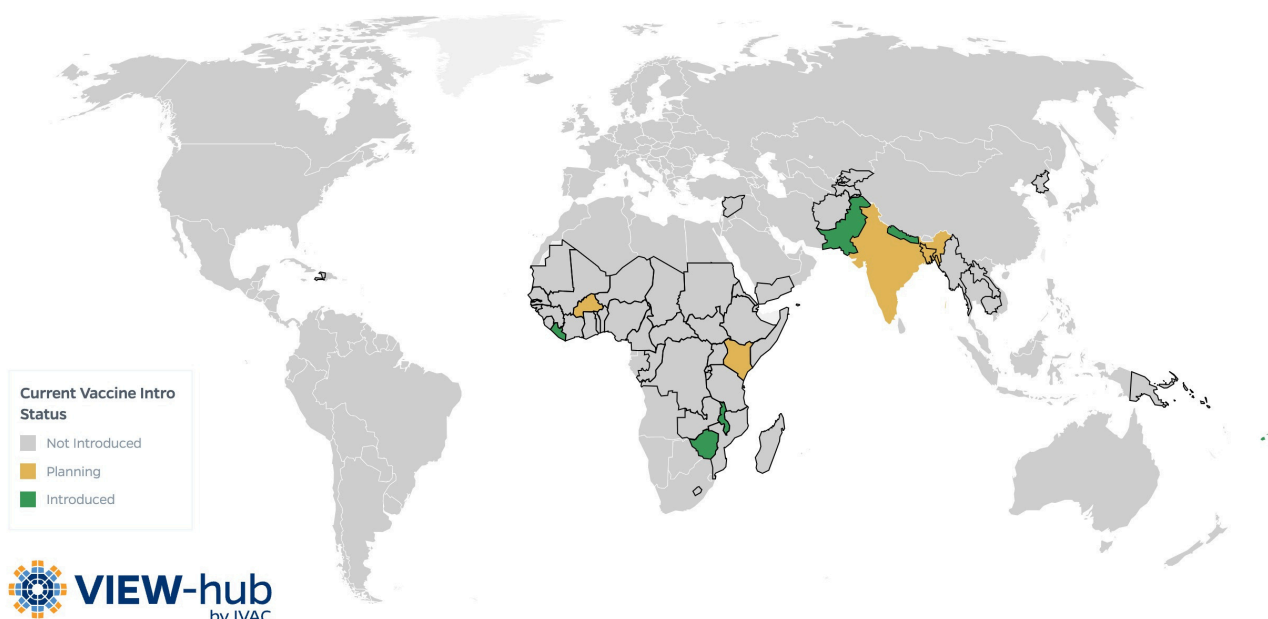 Current Vaccine Intro
Status
Not Introduced
Planning
Introduced
VIEW-hub
by IVAC